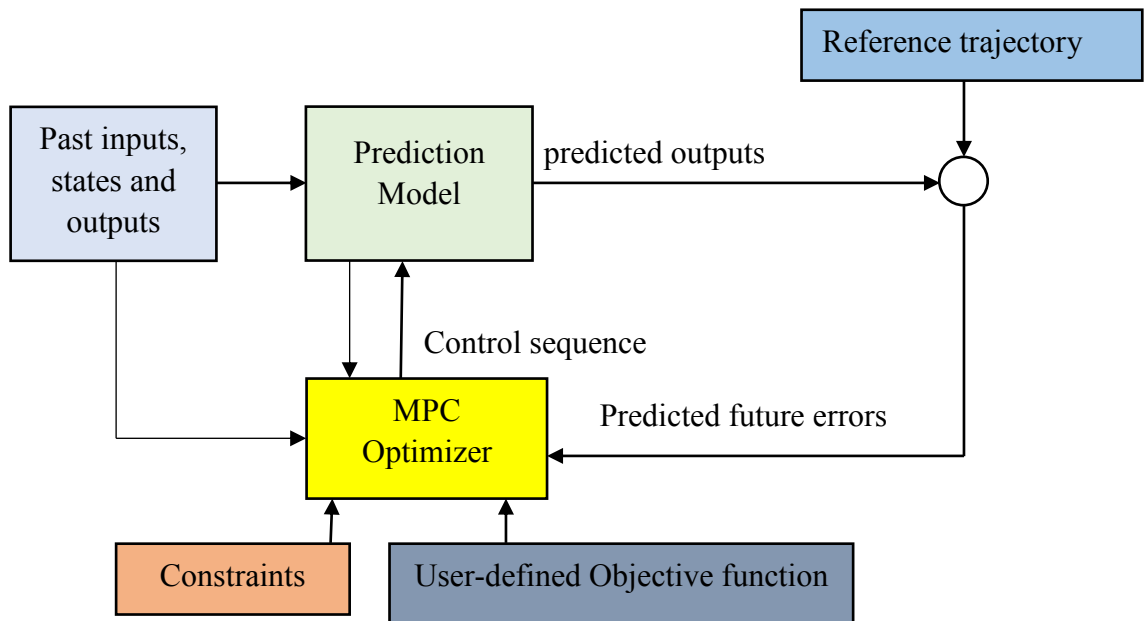 Reference trajectory
Past inputs,
states and
outputs
Prediction
Model
predicted outputs
Control sequence
MPC
Optimizer
Predicted future errors
Constraints
User-defined Objective function